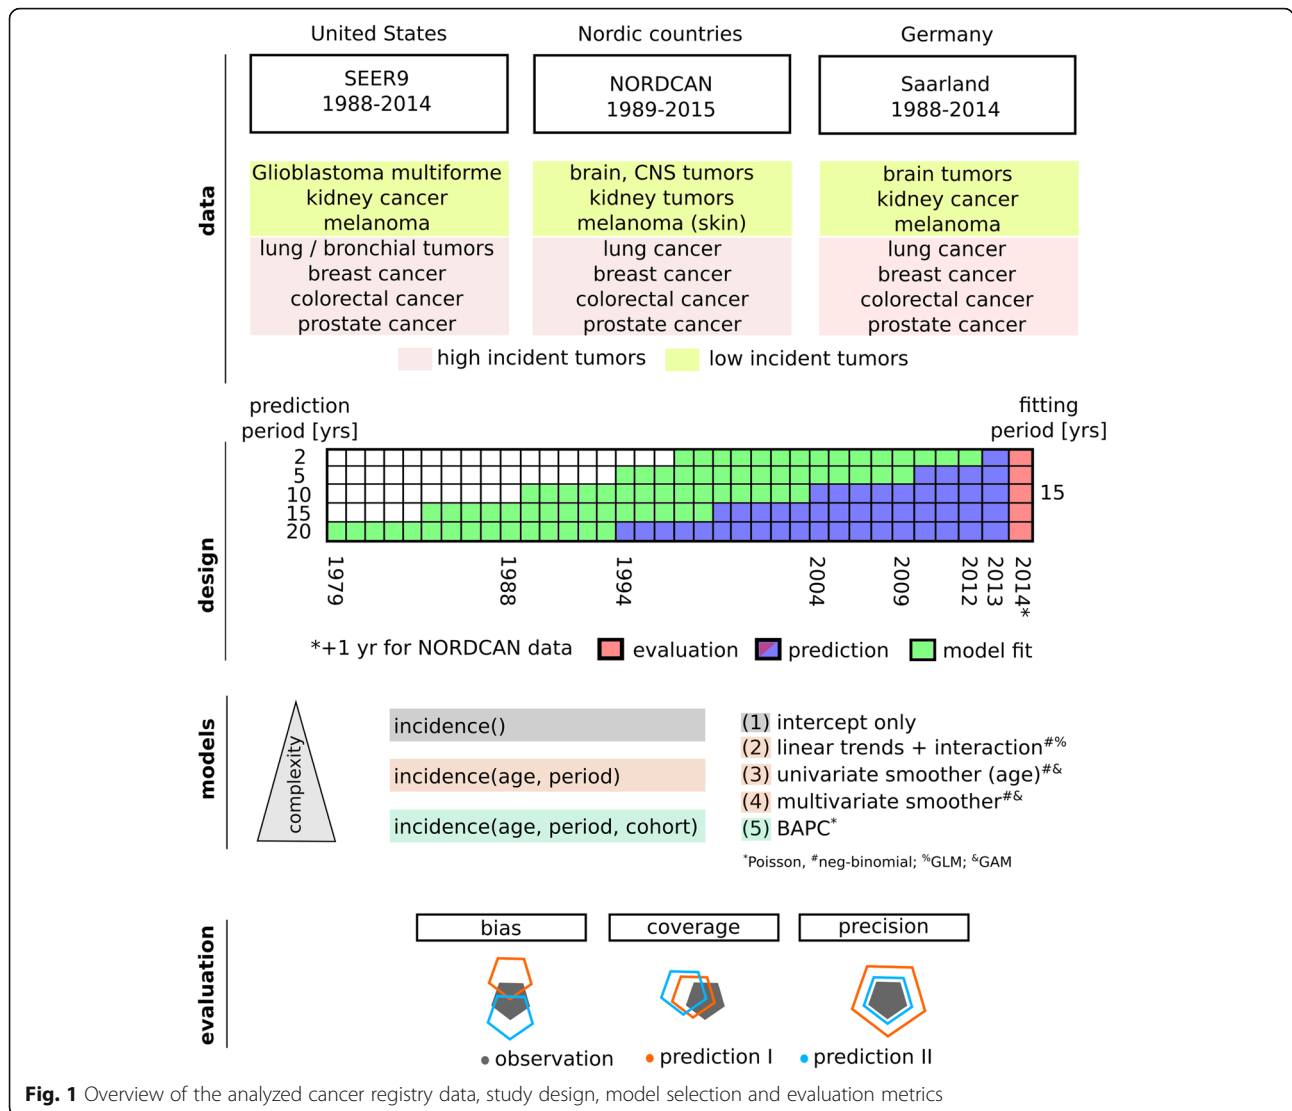 United States
Nordic countries
Germany
SEER9
1988-2014
NORDCAN
1989-2015
Saarland
1988-2014
data
Glioblastoma multiforme
kidney cancer
melanoma
lung / bronchial tumors
breast cancer
colorectal cancer
prostate cancer
brain, CNS tumors
kidney tumors
melanoma (skin)
lung cancer
breast cancer
colorectal cancer
prostate cancer
brain tumors
kidney cancer
melanoma
lung cancer
breast cancer
colorectal cancer
prostate cancer
high incident tumors
low incident tumors
design
prediction
period [yrs]
fitting
period [yrs]
2
5
10
15
20
15
1979
1988
1994
2004
2009
2012
2013
2014*
*+1 yr for NORDCAN data
evaluation
prediction
model fit
models
complexity
incidence()
incidence(age, period)
incidence(age, period, cohort)
(1) intercept only
(2) linear trends + interaction#%
(3) univariate smoother (age)#&
(4) multivariate smoother#&
(5) BAPC*
*Poisson, #neg-binomial; %GLM; &GAM
evaluation
bias
coverage
precision
observation
prediction I
prediction II
Fig. 1 Overview of the analyzed cancer registry data, study design, model selection and evaluation metrics